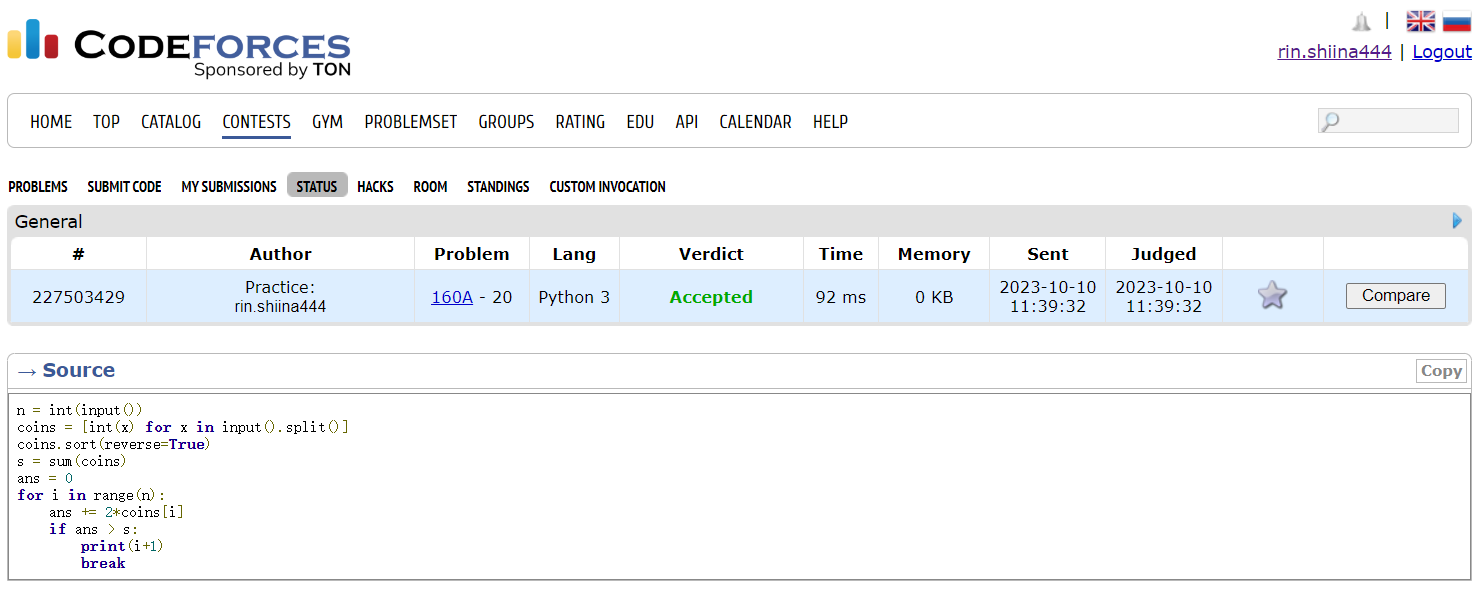 CODEFORCES
Sponsored by TON
|
rin.shiina444 | Logout
HOME TOP CATALOG CONTESTS GYM PROBLEMSET GROUPS RATING EDU API CALENDAR HELP
PROBLEMS SUBMIT CODE MY SUBMISSIONS STATUS HACKS ROOM STANDINGS CUSTOM INVOCATION
General
# Author Problem Lang Verdict Time Memory Sent Judged
227503429 Practice: rin.shiina444 160A - 20 Python 3 Accepted 92 ms 0 KB 2023-10-10 11:39:32 2023-10-10 11:39:32 Compare
→ Source Copy
n = int(input())
coins = [int(x) for x in input().split()]
coins.sort(reverse=True)
s = sum(coins)
ans = 0
for i in range(n):
    ans += 2*coins[i]
    if ans > s:
        print(i+1)
        break